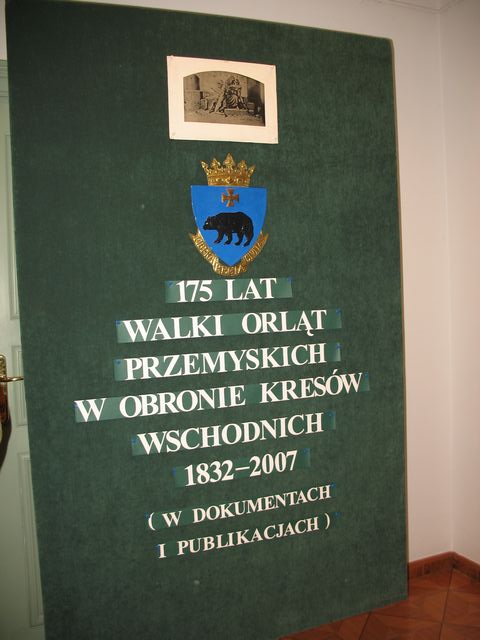 175 LAT
WALKI ORLĄT
PRZEMYSKICH
W OBRONIE KRESÓW
WSCHODNICH
1832–2007
( W DOKUMENTACH
I PUBLIKACJACH )